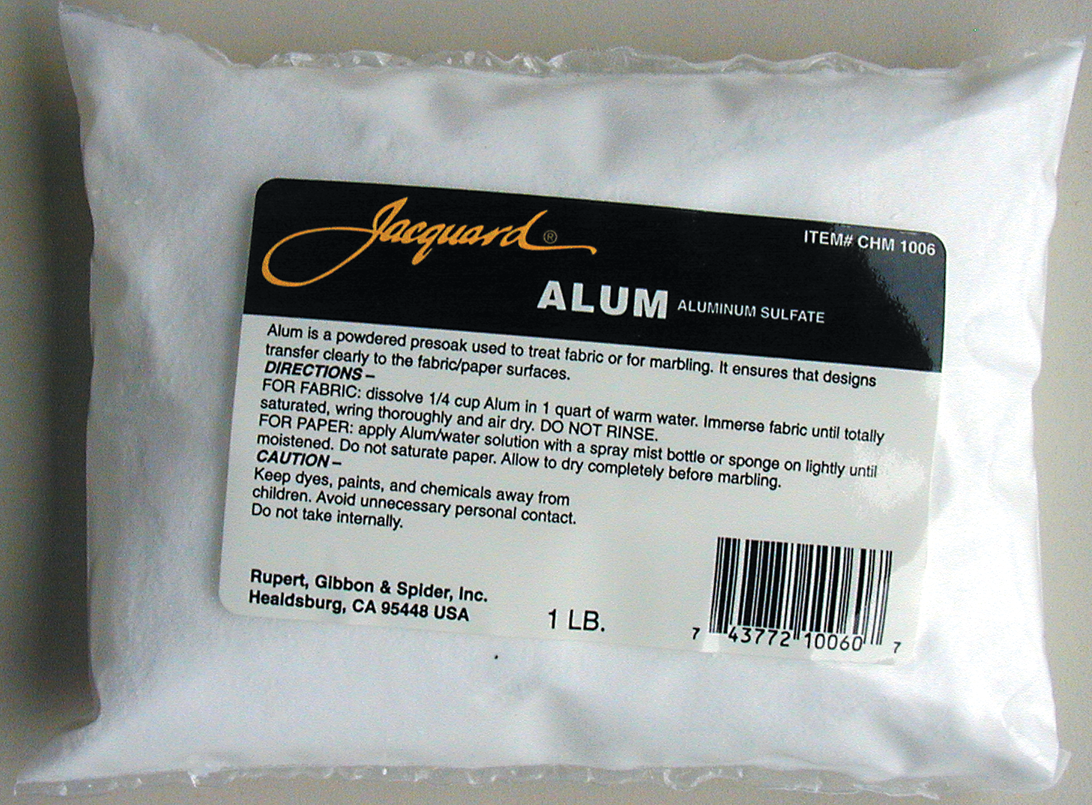 Jacquard®
ITEM# CHM 1006
ALUM ALUMINUM SULFATE
Alum is a powdered presoak used to treat fabric or for marbling. It ensures that designs
transfer clearly to the fabric/paper surfaces.
DIRECTIONS –
FOR FABRIC: dissolve 1/4 cup Alum in 1 quart of warm water. Immerse fabric until totally
saturated, wring thoroughly and air dry. DO NOT RINSE.
FOR PAPER: apply Alum/water solution with a spray mist bottle or sponge on lightly until
moistened. Do not saturate paper. Allow to dry completely before marbling.
CAUTION –
Keep dyes, paints, and chemicals away from
children. Avoid unnecessary personal contact.
Do not take internally.
Rupert, Gibbon & Spider, Inc.
Healdsburg, CA 95448 USA
1 LB.
7 43772 10060 7